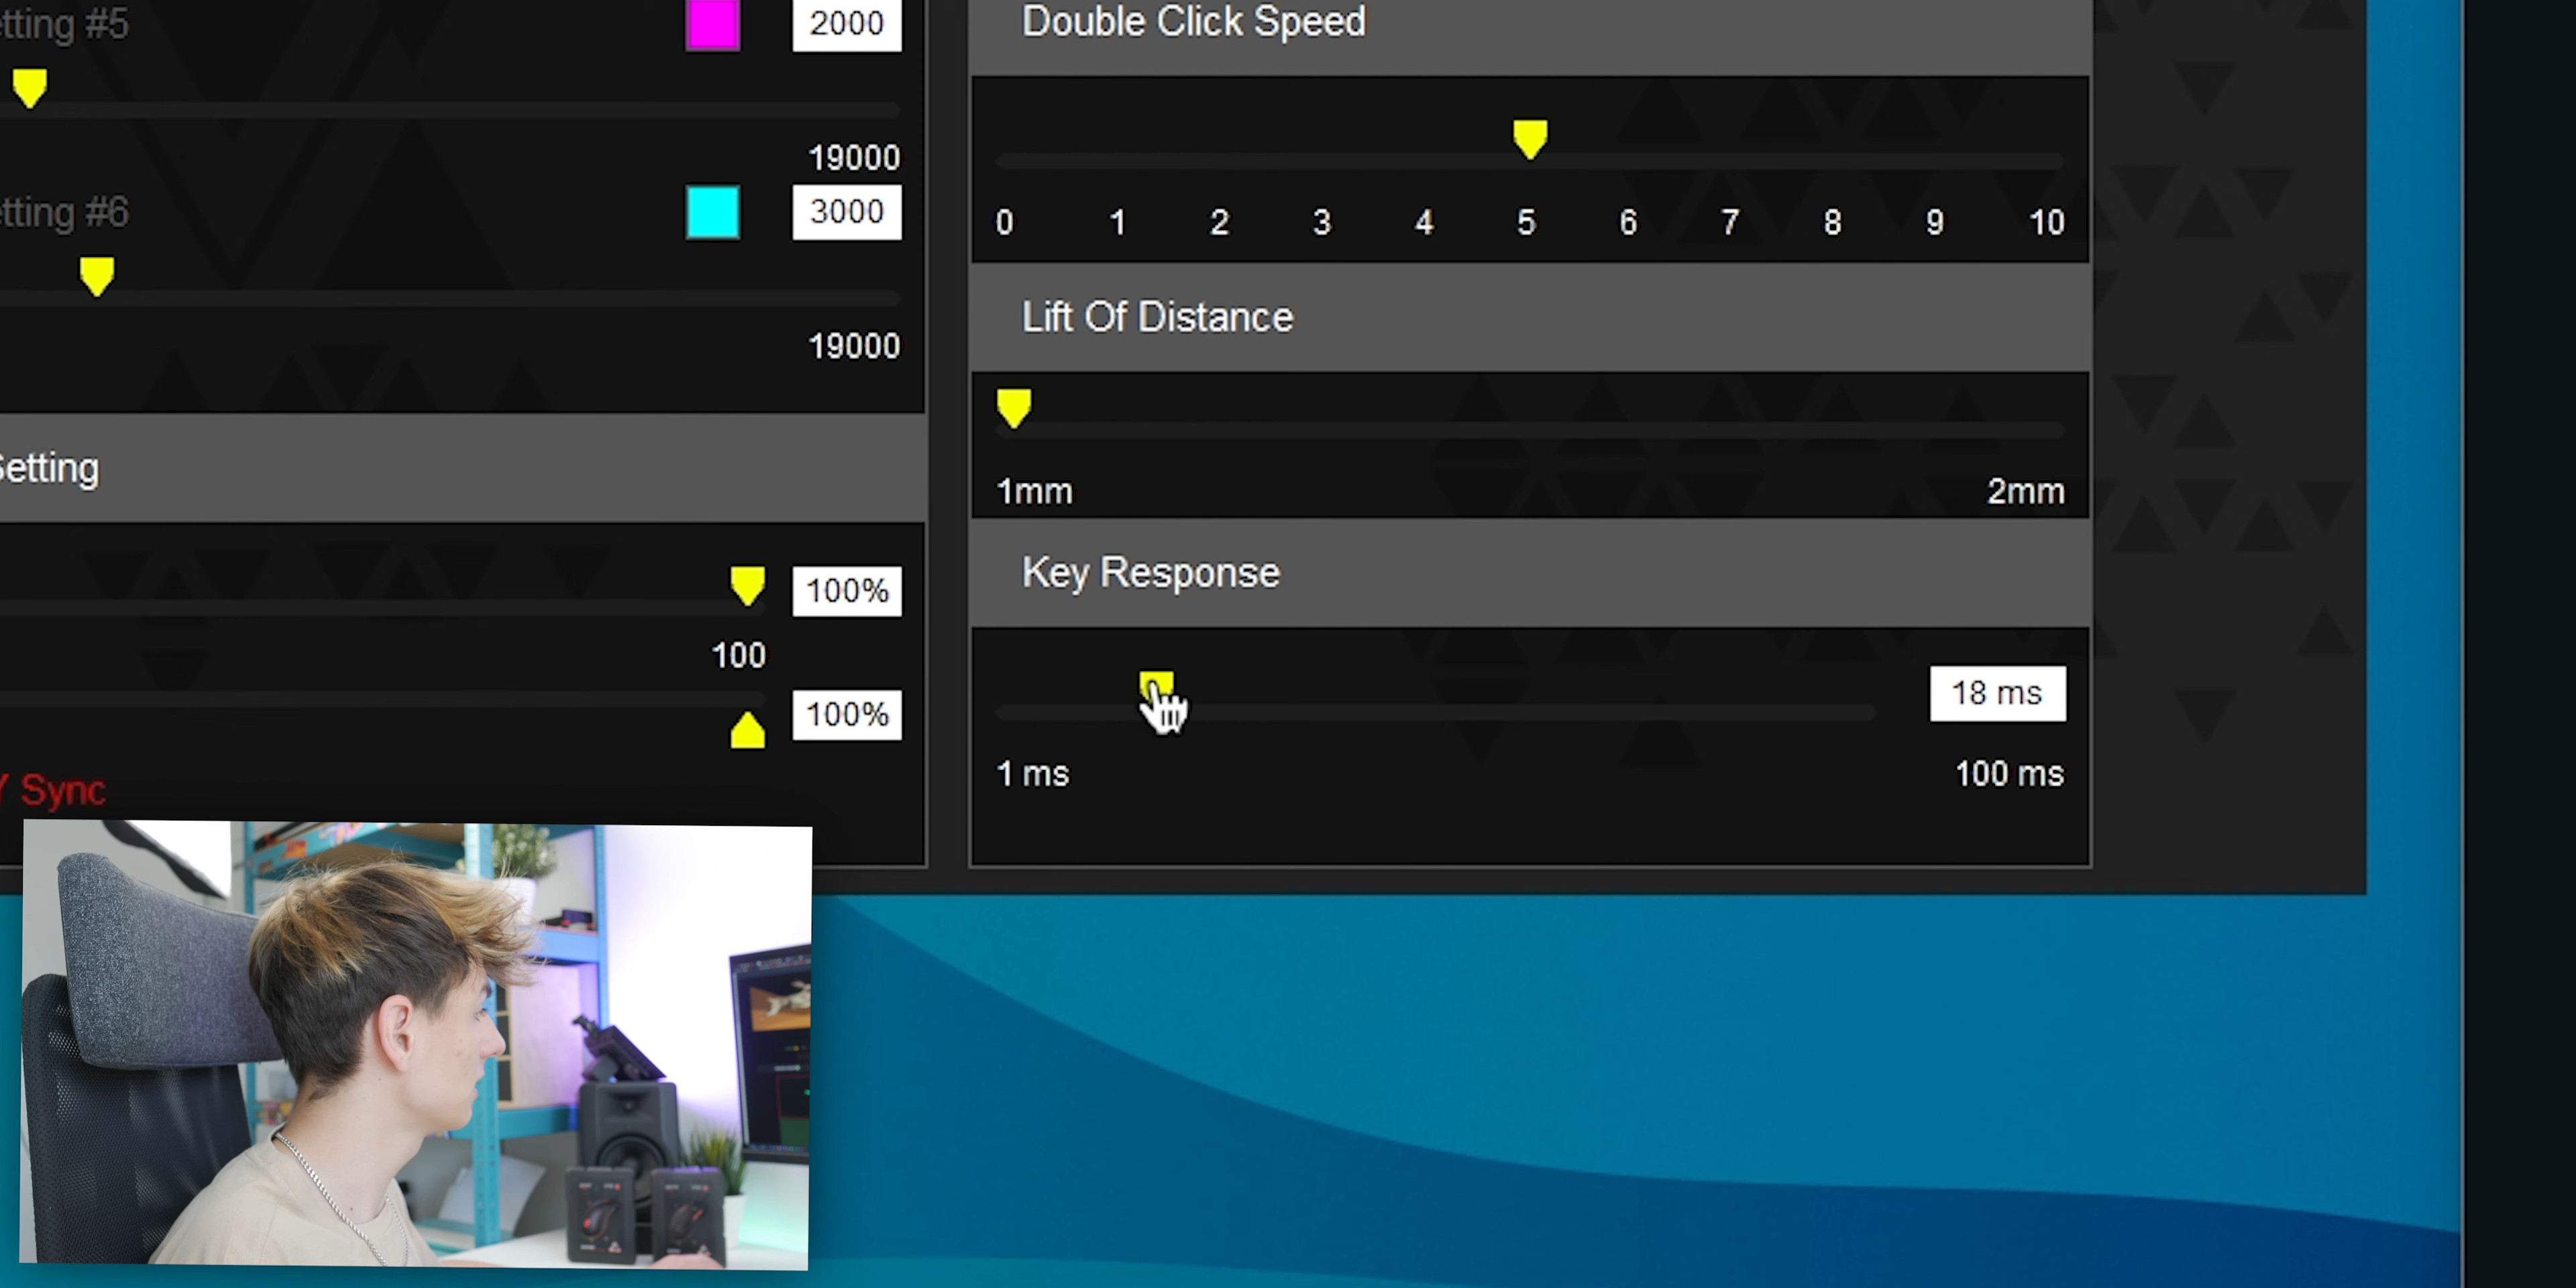 etting #5
2000
19000
etting #6
3000
19000
Setting
100%
100
100%
Y Sync
Double Click Speed
0 1 2 3 4 5 6 7 8 9 10
Lift Of Distance
1mm 2mm
Key Response
18 ms
1 ms 100 ms